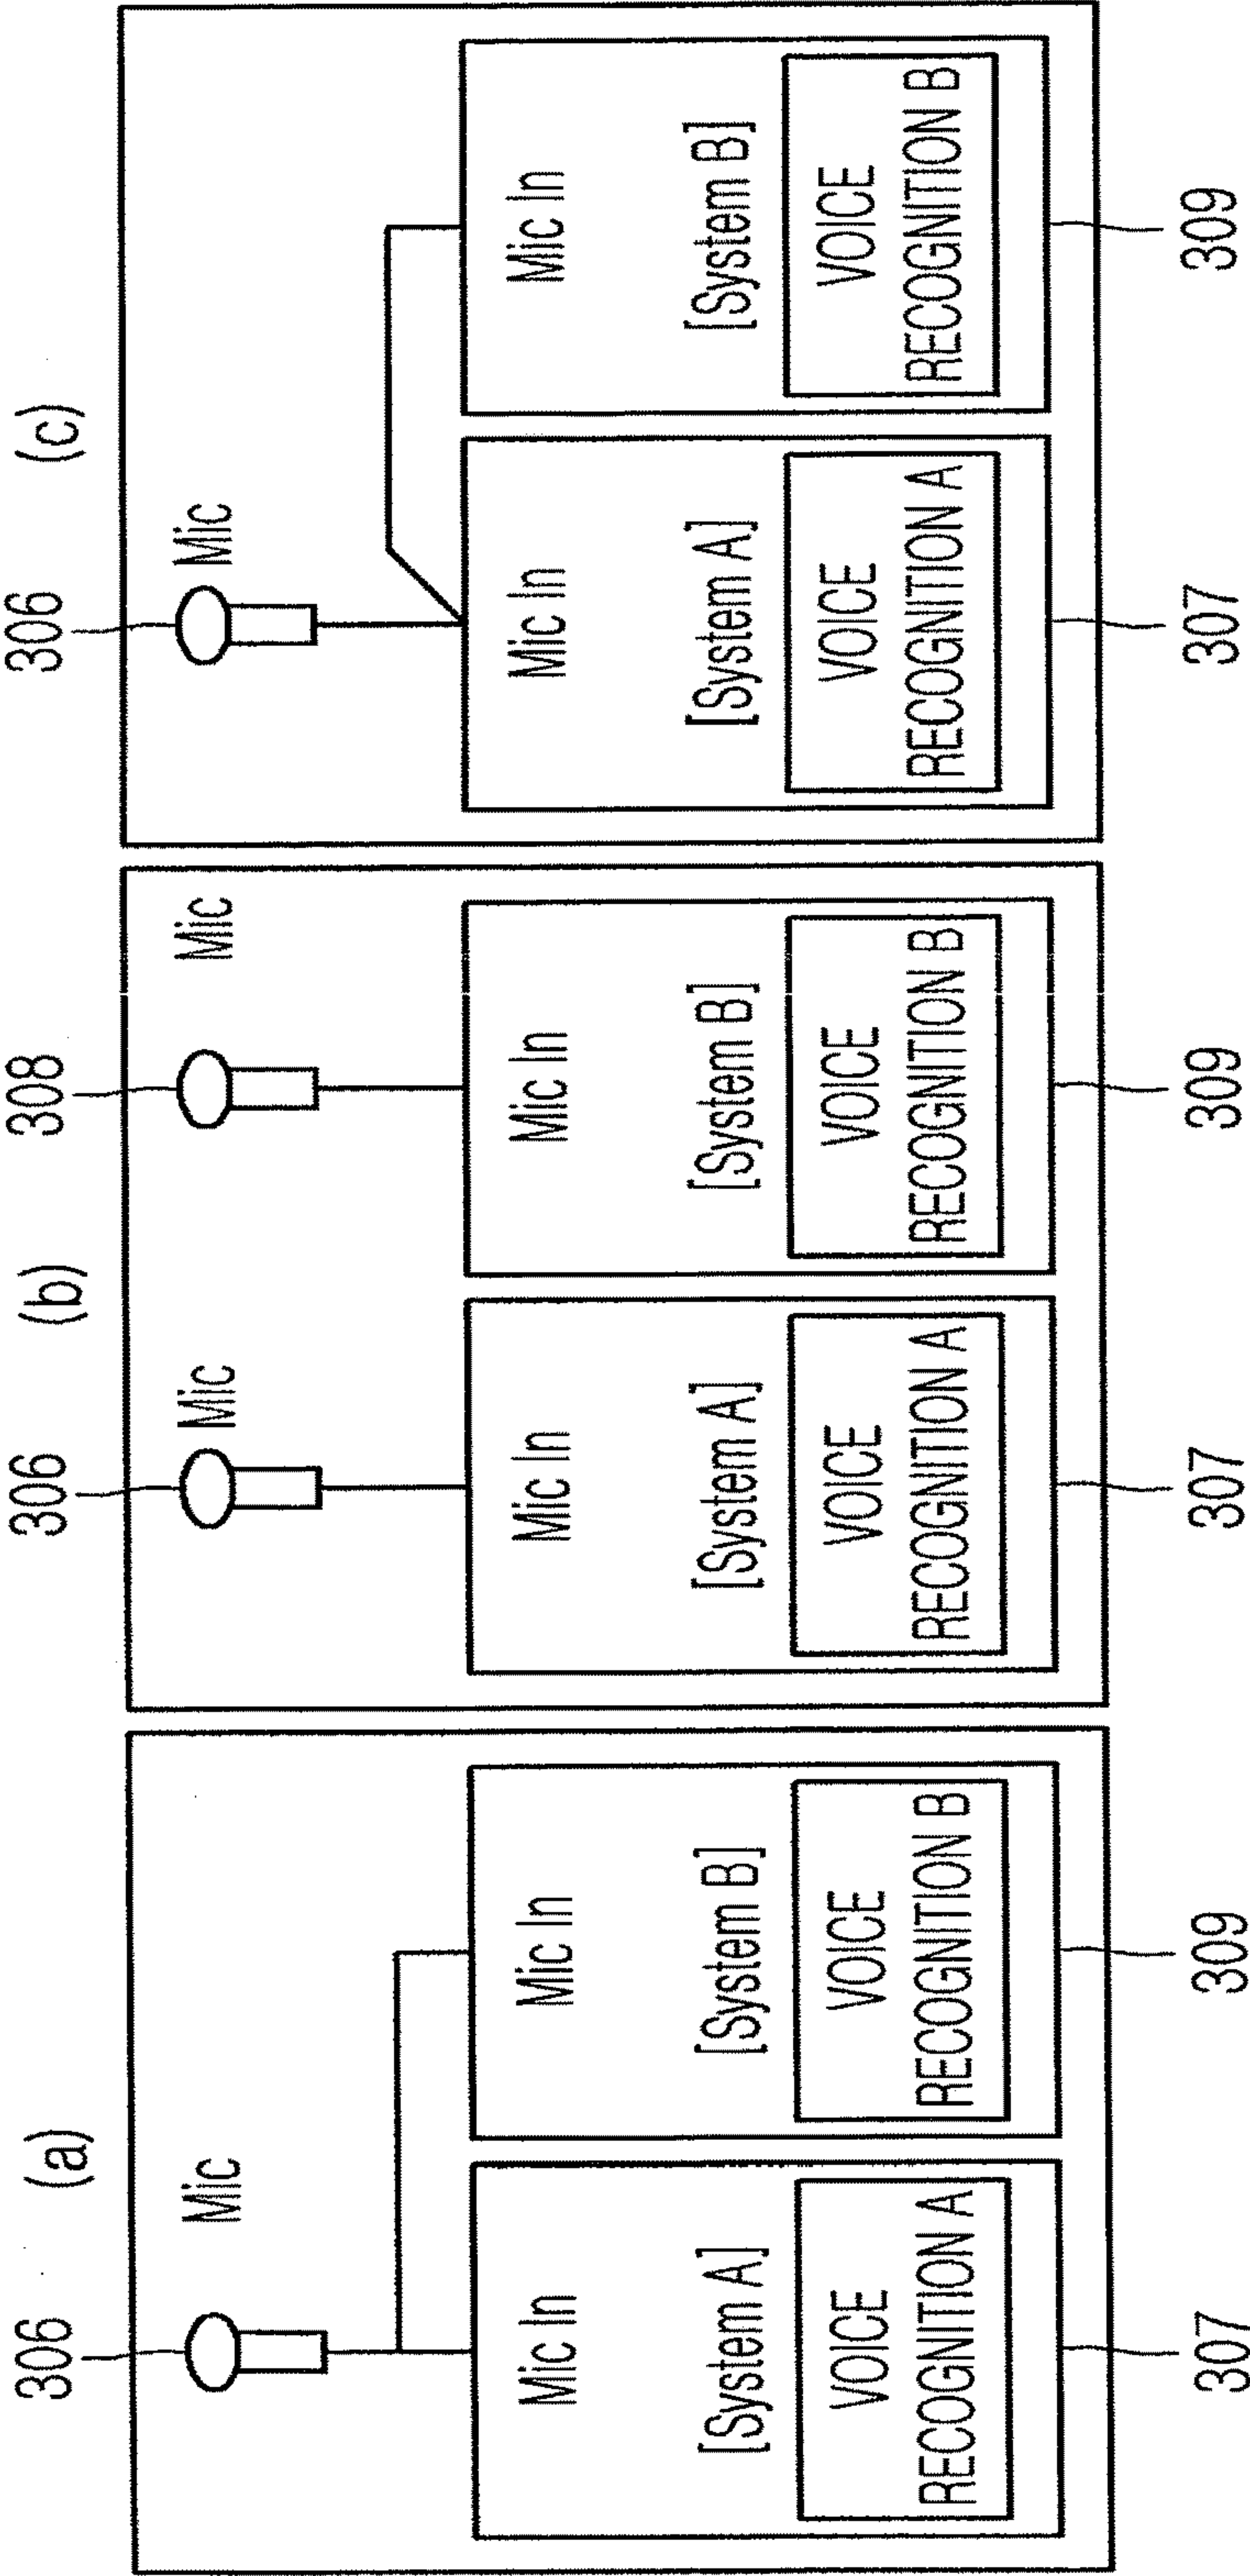 (a)
306
Mic
Mic In
Mic In
[System A]
[System B]
VOICE
RECOGNITION A
VOICE
RECOGNITION B
307
309
(b)
306
308
Mic
Mic
Mic In
Mic In
[System A]
[System B]
VOICE
RECOGNITION A
VOICE
RECOGNITION B
307
309
(c)
306
Mic
Mic In
Mic In
[System A]
[System B]
VOICE
RECOGNITION A
VOICE
RECOGNITION B
307
309